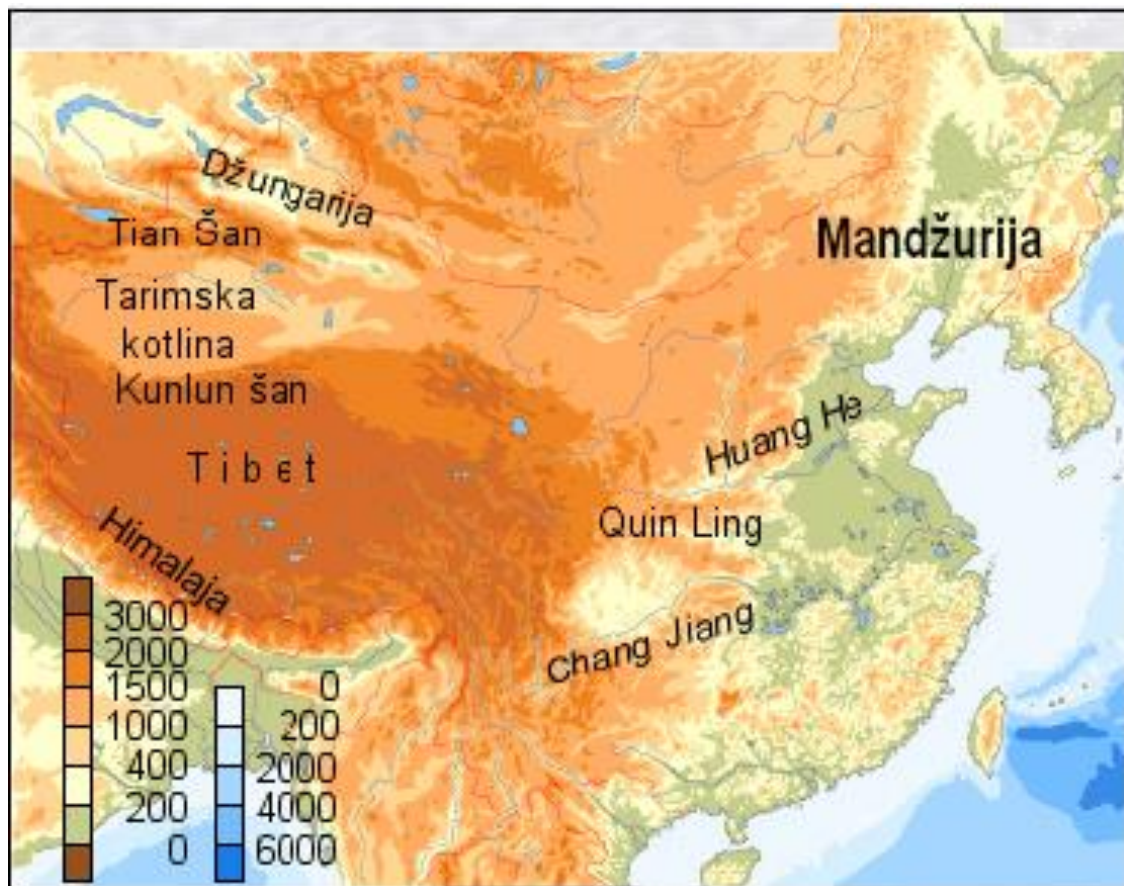 Džungarija
Tian Šan
Mandžurija
Tarimska
kotlina
Kunlun šan
Huang He
Tibet
Quin Ling
Himalaja
Chang Jiang
3000
2000
1500
1000
400
200
0
0
200
2000
4000
6000